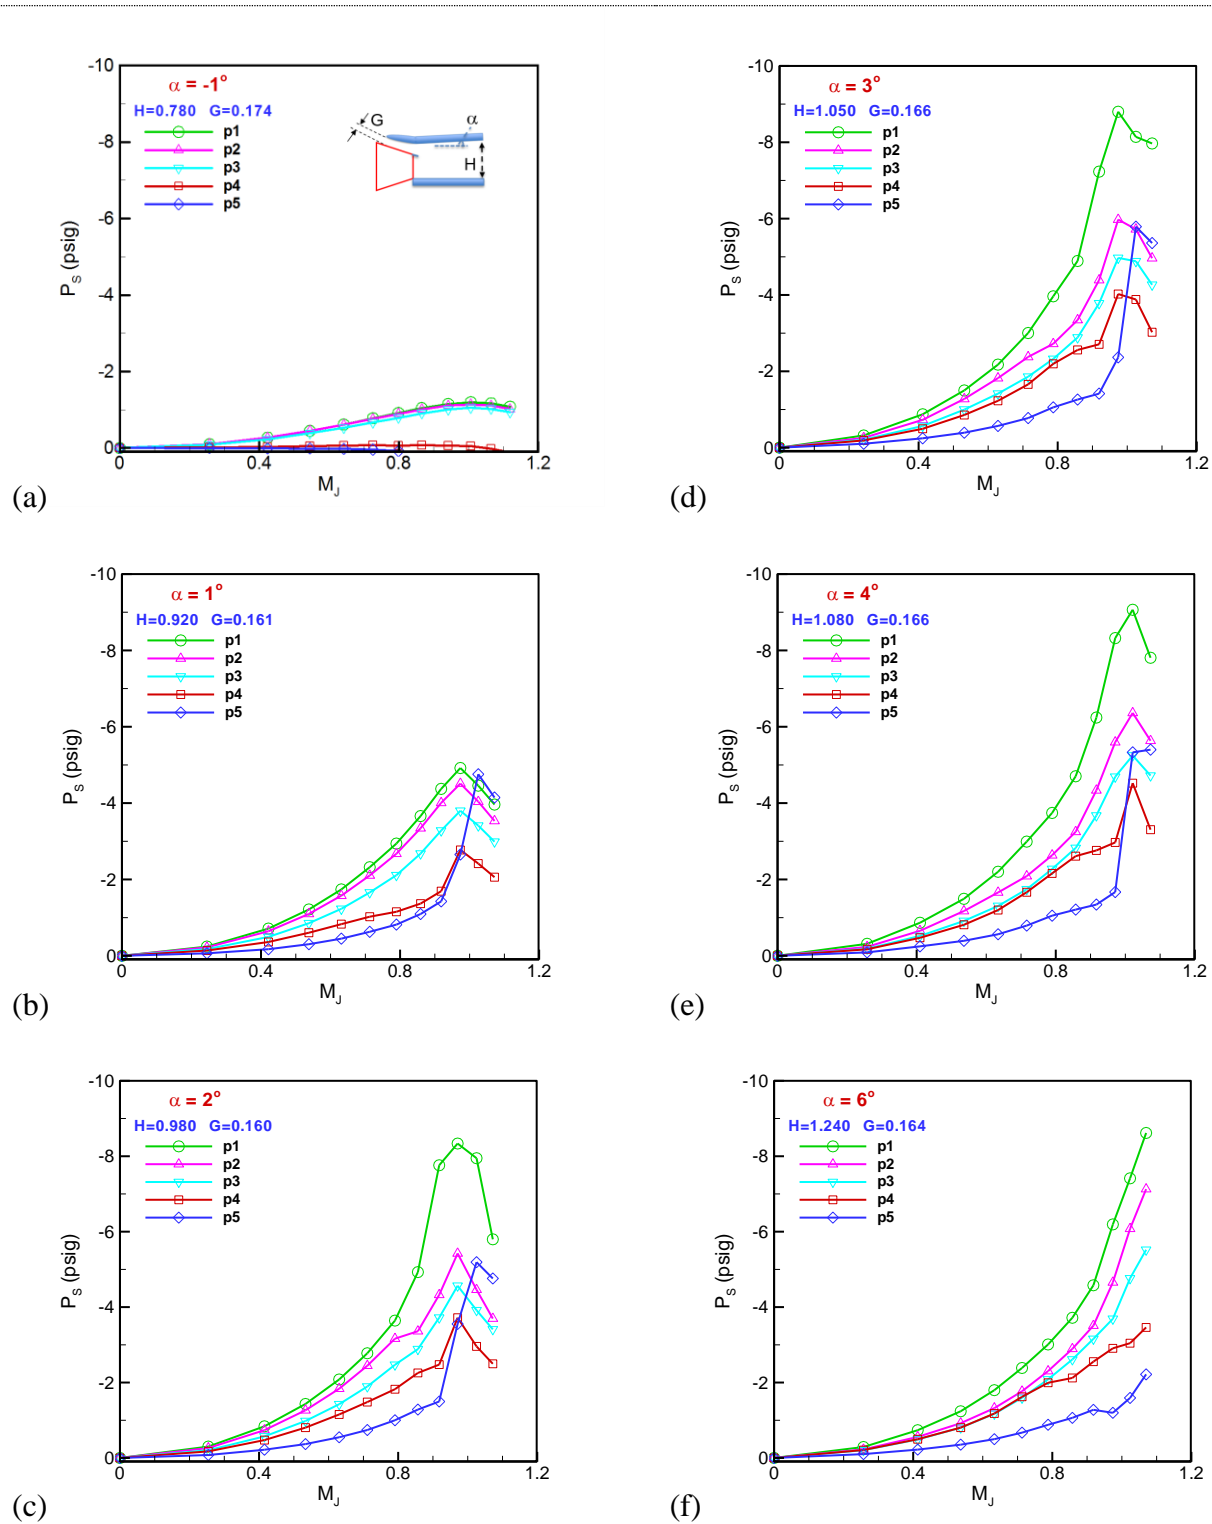 -10
-8
-6
-4
-2
0
P_S (psig)
α = -1°
H=0.780 G=0.174
p1
p2
p3
p4
p5
G
α
H
0 0.4 0.8 1.2
M_J
(a)
-10
-8
-6
-4
-2
0
P_S (psig)
α = 1°
H=0.920 G=0.161
p1
p2
p3
p4
p5
0 0.4 0.8 1.2
M_J
(b)
-10
-8
-6
-4
-2
0
P_S (psig)
α = 2°
H=0.980 G=0.160
p1
p2
p3
p4
p5
0 0.4 0.8 1.2
M_J
(c)
-10
-8
-6
-4
-2
0
P_S (psig)
α = 3°
H=1.050 G=0.166
p1
p2
p3
p4
p5
0 0.4 0.8 1.2
M_J
(d)
-10
-8
-6
-4
-2
0
P_S (psig)
α = 4°
H=1.080 G=0.166
p1
p2
p3
p4
p5
0 0.4 0.8 1.2
M_J
(e)
-10
-8
-6
-4
-2
0
P_S (psig)
α = 6°
H=1.240 G=0.164
p1
p2
p3
p4
p5
0 0.4 0.8 1.2
M_J
(f)